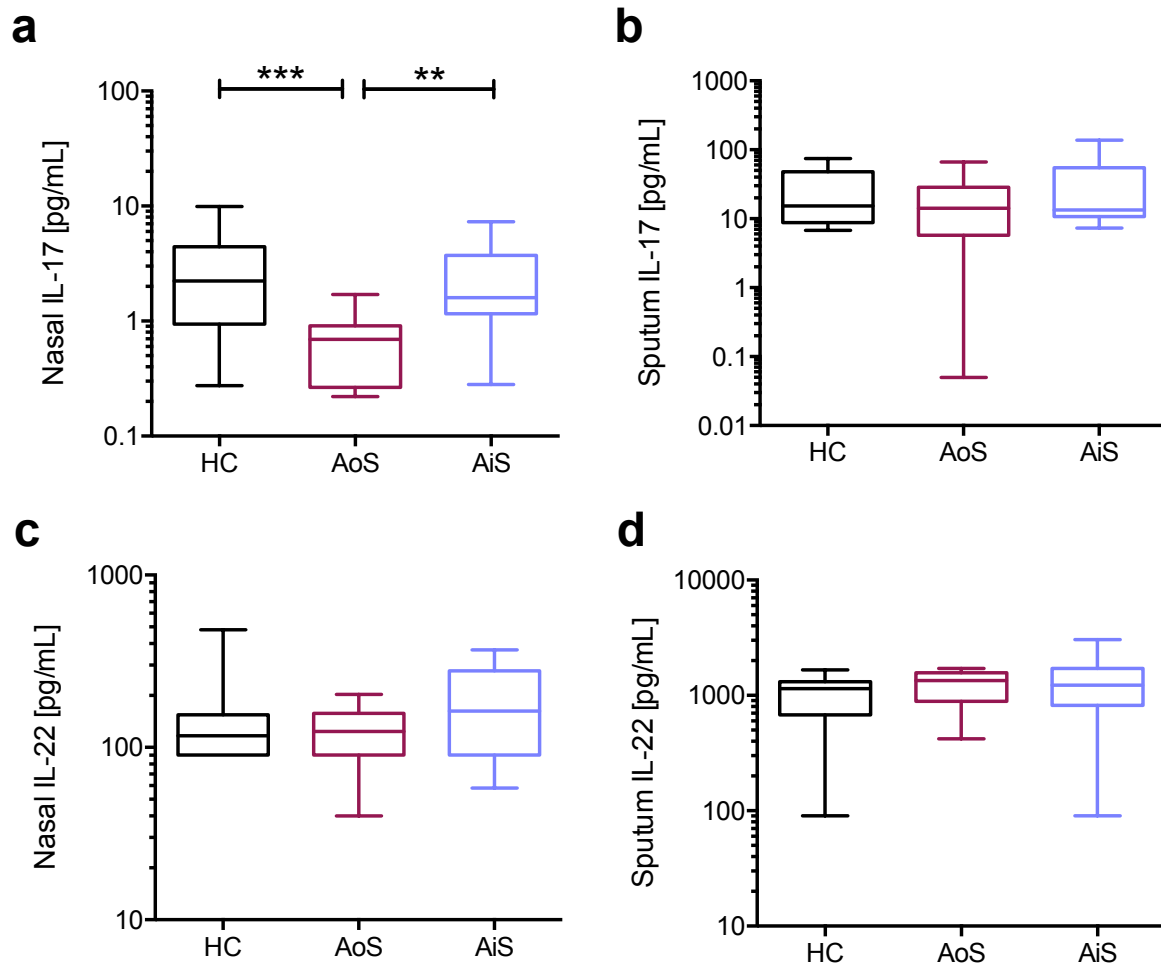 a
Nasal IL-17 [pg/mL]
100
10
1
0.1
***
**
HC AoS AiS
b
Sputum IL-17 [pg/mL]
1000
100
10
1
0.1
0.01
HC AoS AiS
c
Nasal IL-22 [pg/mL]
1000
100
10
HC AoS AiS
d
Sputum IL-22 [pg/mL]
10000
1000
100
10
HC AoS AiS